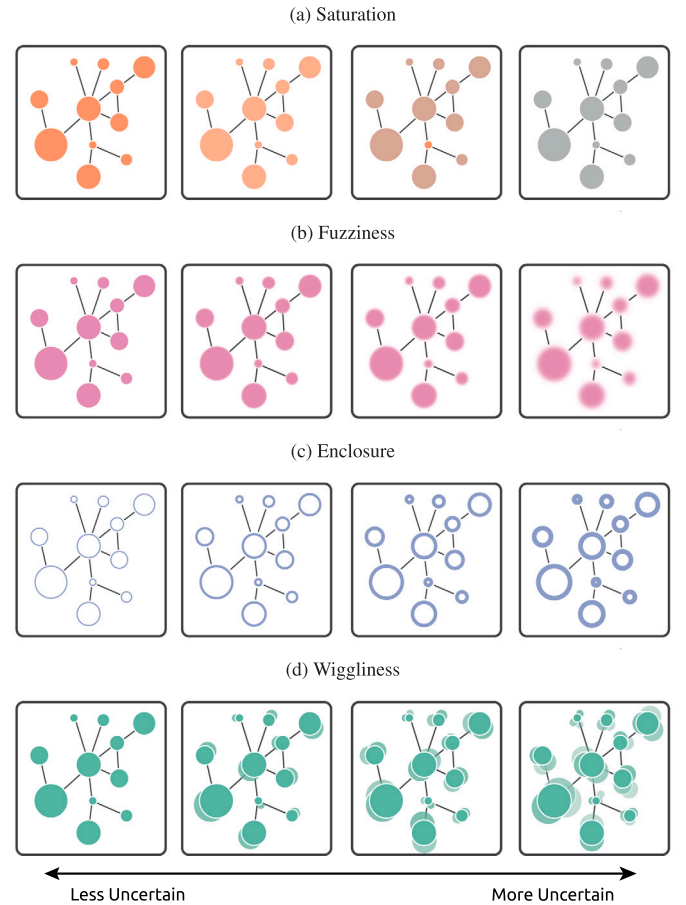 (a) Saturation
(b) Fuzziness
(c) Enclosure
(d) Wiggliness
Less Uncertain
More Uncertain